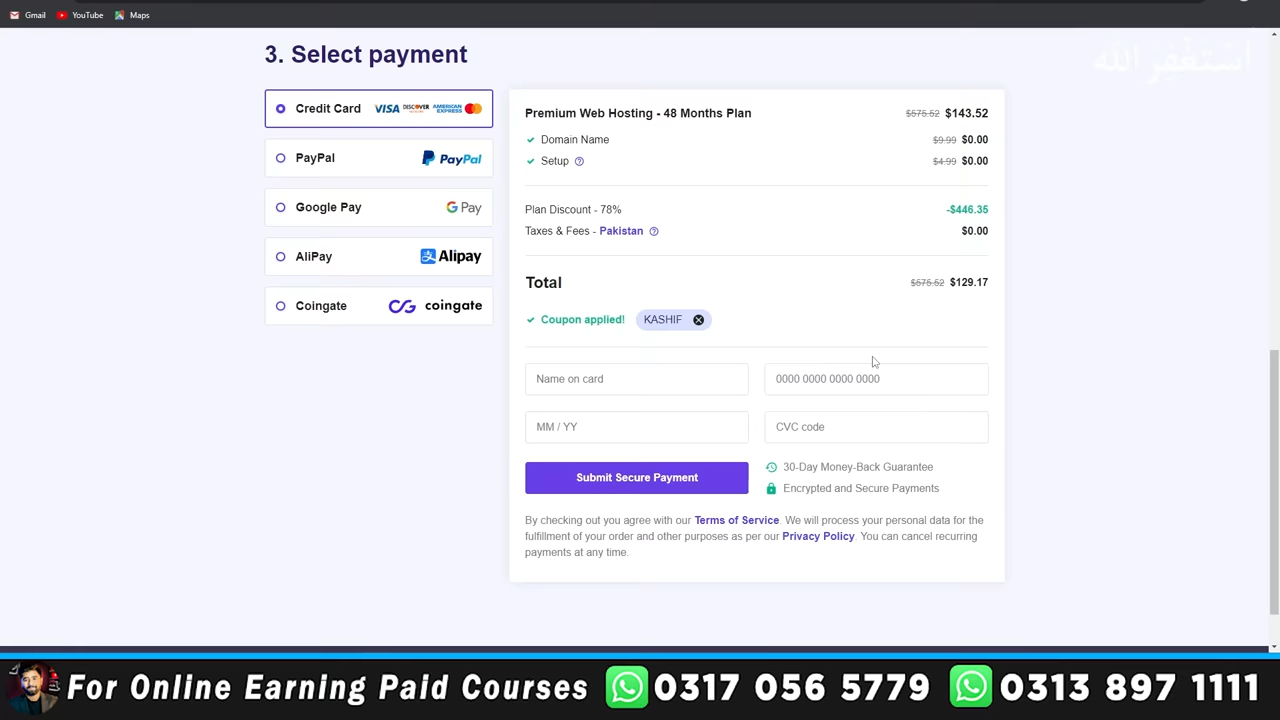 Gmail YouTube Maps
3. Select payment
أستغفر الله
Credit Card VISA DISCOVER AMERICAN EXPRESS
PayPal PayPal
Google Pay G Pay
AliPay Alipay
Coingate coingate
Premium Web Hosting - 48 Months Plan $575.52 $143.52
Domain Name $9.99 $0.00
Setup $4.99 $0.00
Plan Discount - 78% -$446.35
Taxes & Fees - Pakistan $0.00
Total $575.52 $129.17
Coupon applied! KASHIF
Name on card 0000 0000 0000 0000
MM / YY CVC code
Submit Secure Payment
30-Day Money-Back Guarantee
Encrypted and Secure Payments
By checking out you agree with our Terms of Service. We will process your personal data for the
fulfillment of your order and other purposes as per our Privacy Policy. You can cancel recurring
payments at any time.
For Online Earning Paid Courses 0317 056 5779 0313 897 1111